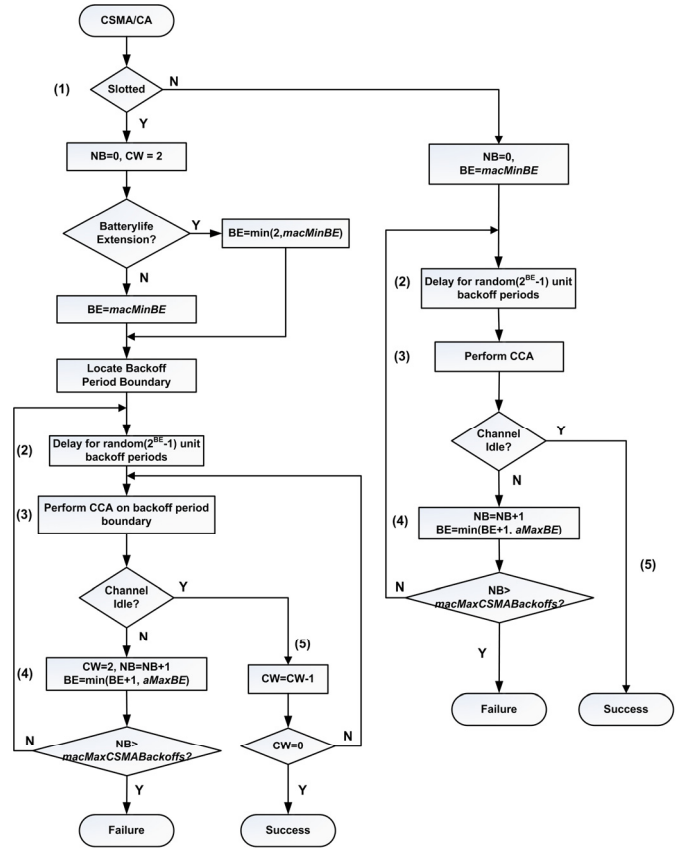 CSMA/CA
(1)
Slotted
N
Y
NB=0, CW = 2
NB=0,
BE=macMinBE
Batterylife
Extension?
Y
BE=min(2,macMinBE)
N
BE=macMinBE
Locate Backoff
Period Boundary
(2)
Delay for random(2^BE-1) unit
backoff periods
(3)
Perform CCA on backoff period
boundary
Channel
Idle?
Y
N
(4)
CW=2, NB=NB+1
BE=min(BE+1, aMaxBE)
(5)
CW=CW-1
N
NB>
macMaxCSMABackoffs?
CW=0
N
Y
Y
Failure
Success
(2)
Delay for random(2^BE-1) unit
backoff periods
(3)
Perform CCA
Channel
Idle?
Y
N
(4)
NB=NB+1
BE=min(BE+1. aMaxBE)
(5)
N
NB>
macMaxCSMABackoffs?
Y
Failure
Success